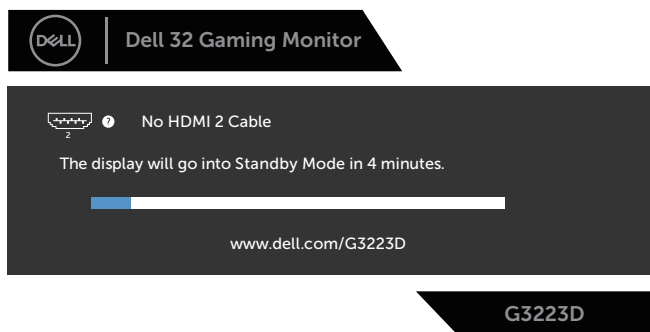 DELL
Dell 32 Gaming Monitor
? No HDMI 2 Cable
2
The display will go into Standby Mode in 4 minutes.
www.dell.com/G3223D
G3223D